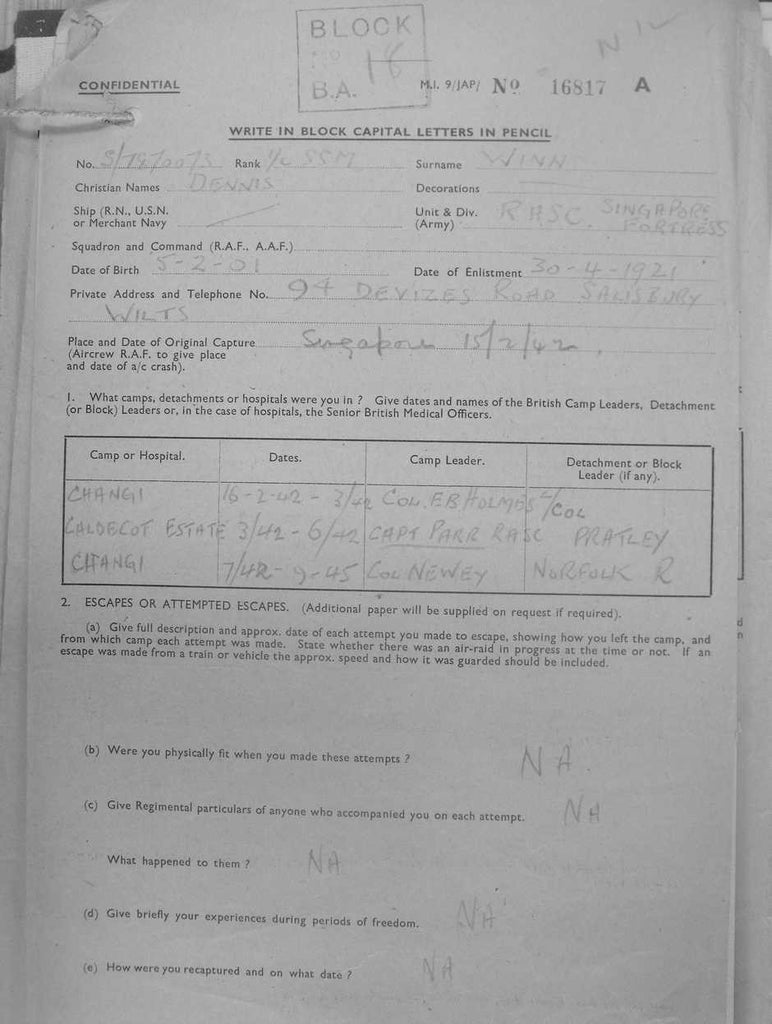 BLOCK
NO 18
B.A.
NIL
CONFIDENTIAL
M.I. 9/JAP/ No 16817 A
WRITE IN BLOCK CAPITAL LETTERS IN PENCIL
No. Rank SSM Surname WINN
Christian Names DENNIS Decorations
Ship (R.N., U.S.N. Unit & Div. RASC. SINGAPORE
or Merchant Navy (Army) FORTRESS
Squadron and Command (R.A.F., A.A.F.)
Date of Birth 5-2-01 Date of Enlistment 30-4-1921
Private Address and Telephone No. 94 DEVIZES ROAD SALISBURY
WILTS
Place and Date of Original Capture Singapore 15/2/42.
(Aircrew R.A.F. to give place
and date of a/c crash).
1. What camps, detachments or hospitals were you in ? Give dates and names of the British Camp Leaders, Detachment
(or Block) Leaders or, in the case of hospitals, the Senior British Medical Officers.
Camp or Hospital. Dates. Camp Leader. Detachment or Block
Leader (if any).
CHANGI 16-2-42 - 3/42 COL. EB HOLMES L/COL
CALDECOT ESTATE 3/42 - 6/42 CAPT PARR RASC PRATLEY
CHANGI 7/42 - 9-45 COL NEWEY NORFOLK R
2. ESCAPES OR ATTEMPTED ESCAPES. (Additional paper will be supplied on request if required).
(a) Give full description and approx. date of each attempt you made to escape, showing how you left the camp, and
from which camp each attempt was made. State whether there was an air-raid in progress at the time or not. If an
escape was made from a train or vehicle the approx. speed and how it was guarded should be included.
(b) Were you physically fit when you made these attempts ? NA.
(c) Give Regimental particulars of anyone who accompanied you on each attempt. NA
What happened to them ? NA
(d) Give briefly your experiences during periods of freedom. NA
(e) How were you recaptured and on what date ? NA